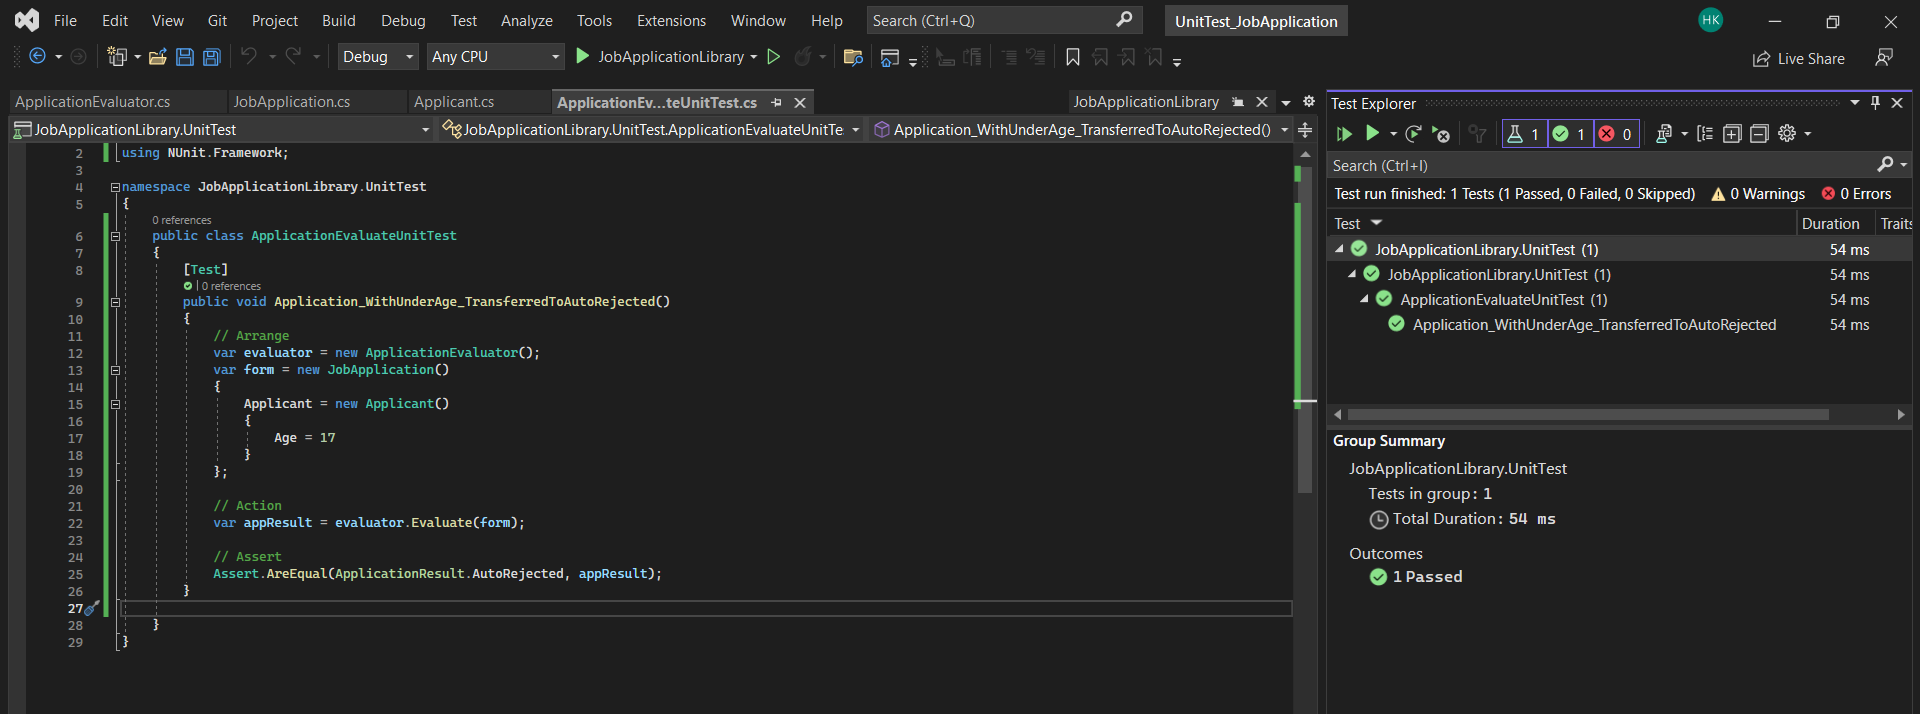 File Edit View Git Project Build Debug Test Analyze Tools Extensions Window Help Search (Ctrl+Q) UnitTest_JobApplication HK
Debug Any CPU JobApplicationLibrary Live Share
ApplicationEvaluator.cs JobApplication.cs Applicant.cs ApplicationEv...teUnitTest.cs JobApplicationLibrary
JobApplicationLibrary.UnitTest JobApplicationLibrary.UnitTest.ApplicationEvaluateUnitTe Application_WithUnderAge_TransferredToAutoRejected()
2 using NUnit.Framework;
3
4 namespace JobApplicationLibrary.UnitTest
5 {
0 references
6 public class ApplicationEvaluateUnitTest
7 {
8 [Test]
0 references
9 public void Application_WithUnderAge_TransferredToAutoRejected()
10 {
11 // Arrange
12 var evaluator = new ApplicationEvaluator();
13 var form = new JobApplication()
14 {
15 Applicant = new Applicant()
16 {
17 Age = 17
18 }
19 };
20
21 // Action
22 var appResult = evaluator.Evaluate(form);
23
24 // Assert
25 Assert.AreEqual(ApplicationResult.AutoRejected, appResult);
26 }
27
28 }
29 }
Test Explorer
1 1 0
Search (Ctrl+I)
Test run finished: 1 Tests (1 Passed, 0 Failed, 0 Skipped) 0 Warnings 0 Errors
Test Duration Traits
JobApplicationLibrary.UnitTest (1) 54 ms
JobApplicationLibrary.UnitTest (1) 54 ms
ApplicationEvaluateUnitTest (1) 54 ms
Application_WithUnderAge_TransferredToAutoRejected 54 ms
Group Summary
JobApplicationLibrary.UnitTest
Tests in group: 1
Total Duration: 54 ms
Outcomes
1 Passed